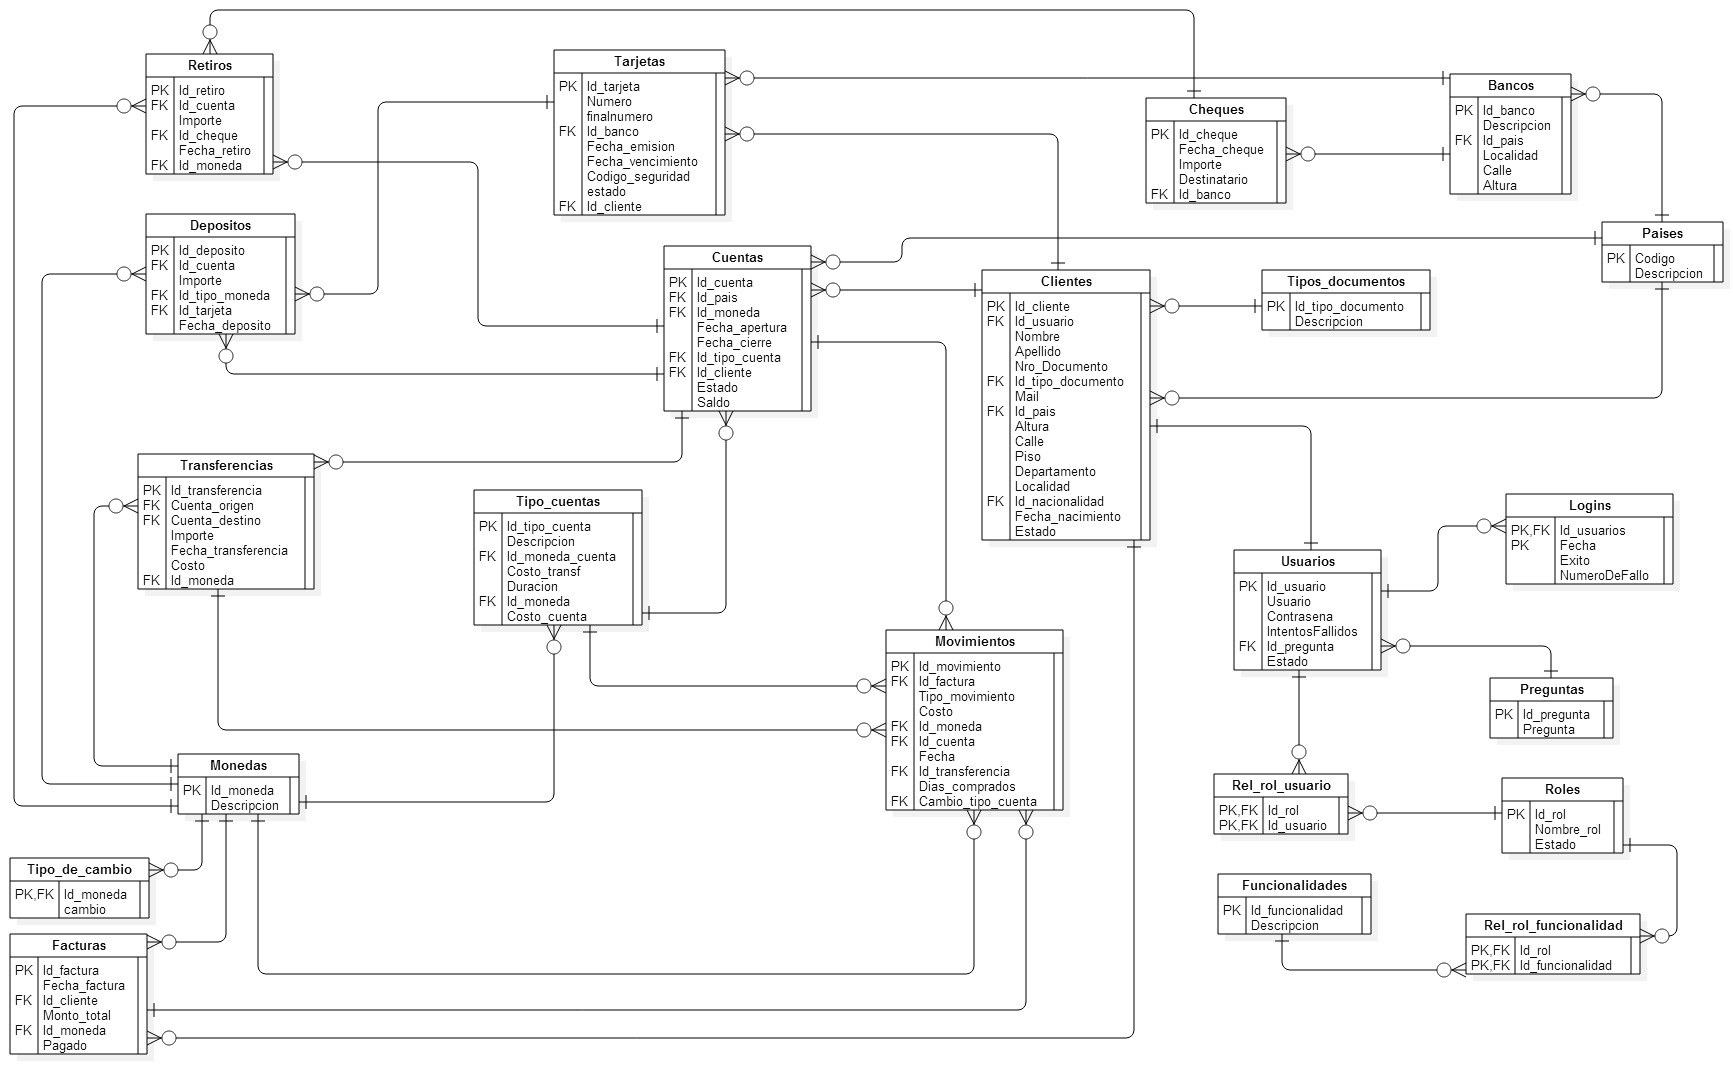 Retiros
PK Id_retiro
FK Id_cuenta
Importe
FK Id_cheque
Fecha_retiro
FK Id_moneda
Tarjetas
PK Id_tarjeta
Numero
finalnumero
FK Id_banco
Fecha_emision
Fecha_vencimiento
Codigo_seguridad
estado
FK Id_cliente
Cheques
PK Id_cheque
Fecha_cheque
Importe
Destinatario
FK Id_banco
Bancos
PK Id_banco
Descripcion
FK Id_pais
Localidad
Calle
Altura
Depositos
PK Id_deposito
FK Id_cuenta
Importe
FK Id_tipo_moneda
FK Id_tarjeta
Fecha_deposito
Cuentas
PK Id_cuenta
FK Id_pais
FK Id_moneda
Fecha_apertura
Fecha_cierre
FK Id_tipo_cuenta
FK Id_cliente
Estado
Saldo
Clientes
PK Id_cliente
FK Id_usuario
Nombre
Apellido
Nro_Documento
FK Id_tipo_documento
Mail
FK Id_pais
Altura
Calle
Piso
Departamento
Localidad
FK Id_nacionalidad
Fecha_nacimiento
Estado
Tipos_documentos
PK Id_tipo_documento
Descripcion
Paises
PK Codigo
Descripcion
Transferencias
PK Id_transferencia
FK Cuenta_origen
FK Cuenta_destino
Importe
Fecha_transferencia
Costo
FK Id_moneda
Tipo_cuentas
PK Id_tipo_cuenta
Descripcion
FK Id_moneda_cuenta
Costo_transf
Duracion
FK Id_moneda
Costo_cuenta
Logins
PK,FK Id_usuarios
PK Fecha
Exito
NumeroDeFallo
Usuarios
PK Id_usuario
Usuario
Contrasena
IntentosFallidos
FK Id_pregunta
Estado
Movimientos
PK Id_movimiento
FK Id_factura
Tipo_movimiento
Costo
FK Id_moneda
FK Id_cuenta
Fecha
FK Id_transferencia
Dias_comprados
FK Cambio_tipo_cuenta
Preguntas
PK Id_pregunta
Pregunta
Monedas
PK Id_moneda
Descripcion
Rel_rol_usuario
PK,FK Id_rol
PK,FK Id_usuario
Roles
PK Id_rol
Nombre_rol
Estado
Tipo_de_cambio
PK,FK Id_moneda
cambio
Funcionalidades
PK Id_funcionalidad
Descripcion
Rel_rol_funcionalidad
PK,FK Id_rol
PK,FK Id_funcionalidad
Facturas
PK Id_factura
Fecha_factura
FK Id_cliente
Monto_total
FK Id_moneda
Pagado